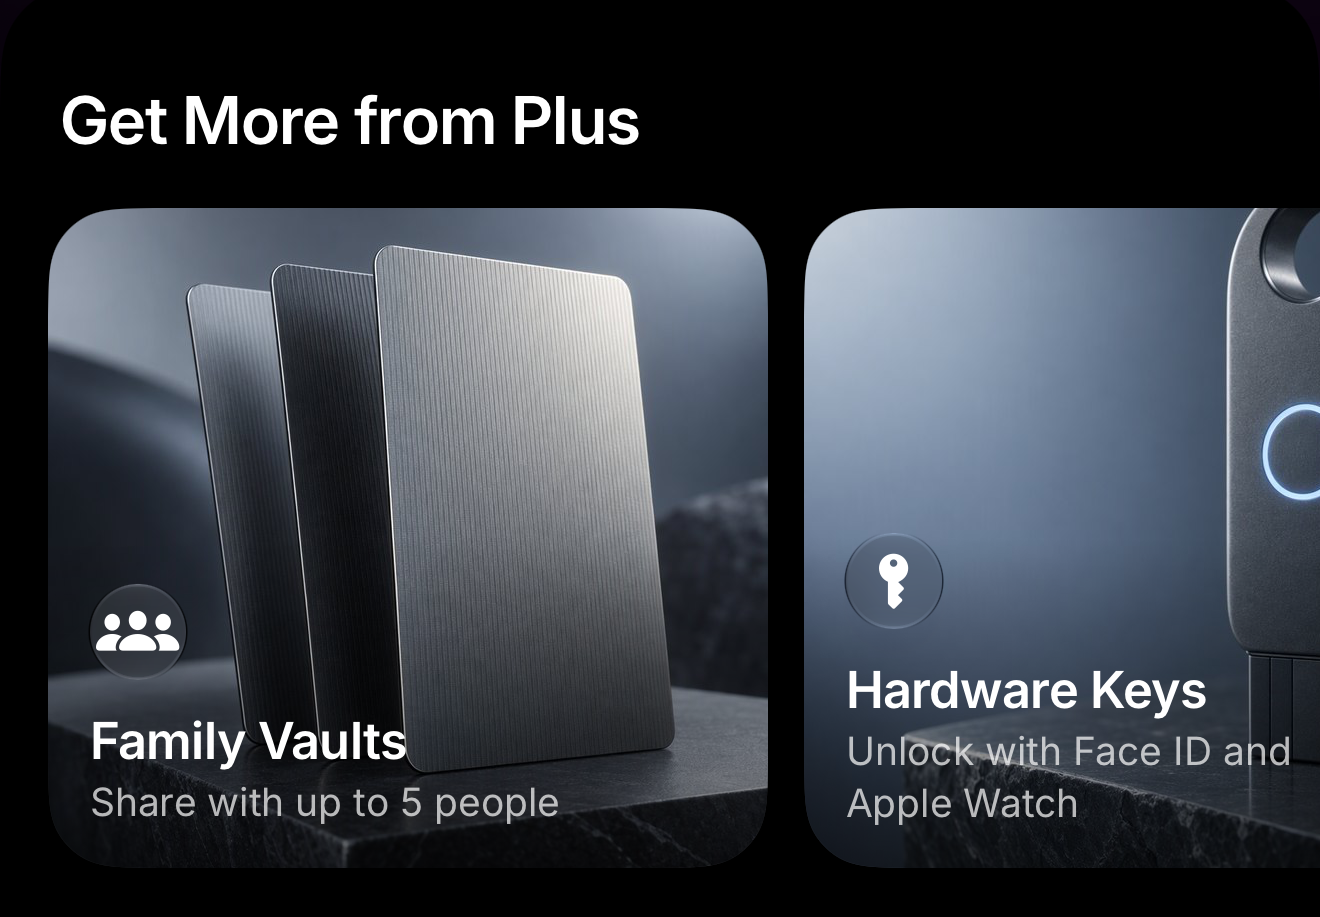 Get More from Plus
Family Vaults
Share with up to 5 people
Hardware Keys
Unlock with Face ID and
Apple Watch